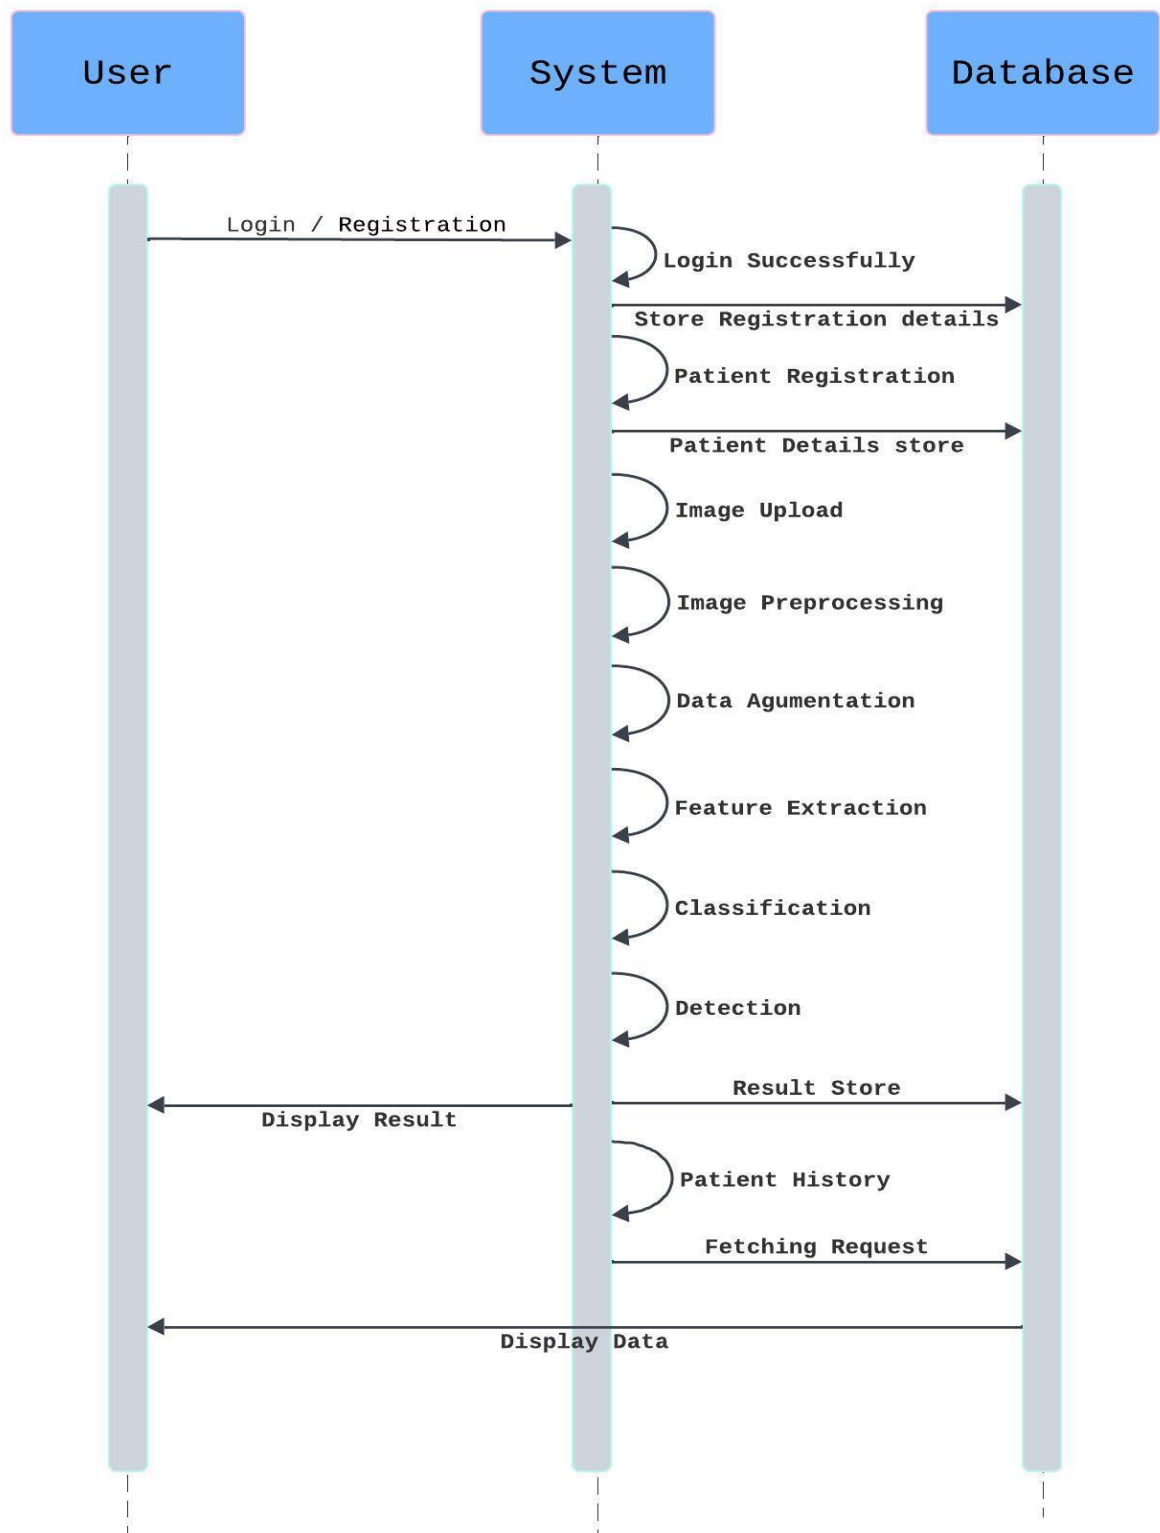 User
System
Database
Login / Registration
Login Successfully
Store Registration details
Patient Registration
Patient Details store
Image Upload
Image Preprocessing
Data Agumentation
Feature Extraction
Classification
Detection
Result Store
Display Result
Patient History
Fetching Request
Display Data